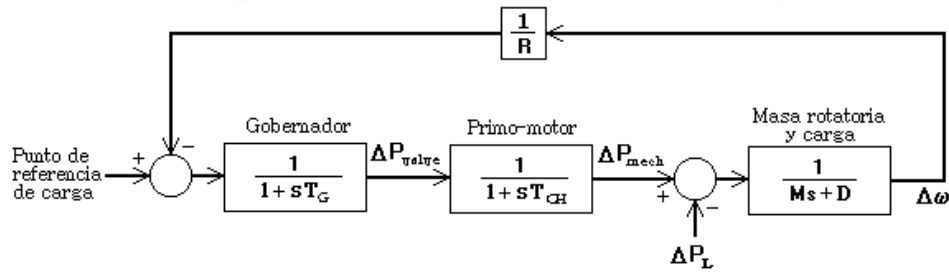 1
R
Gobernador
Primo-motor
Masa rotatoria
y carga
Punto de
referencia
de carga
+
−
1
1 + sT_G
ΔP_valve
1
1 + sT_CH
ΔP_mech
+
−
1
Ms + D
Δω
ΔP_L